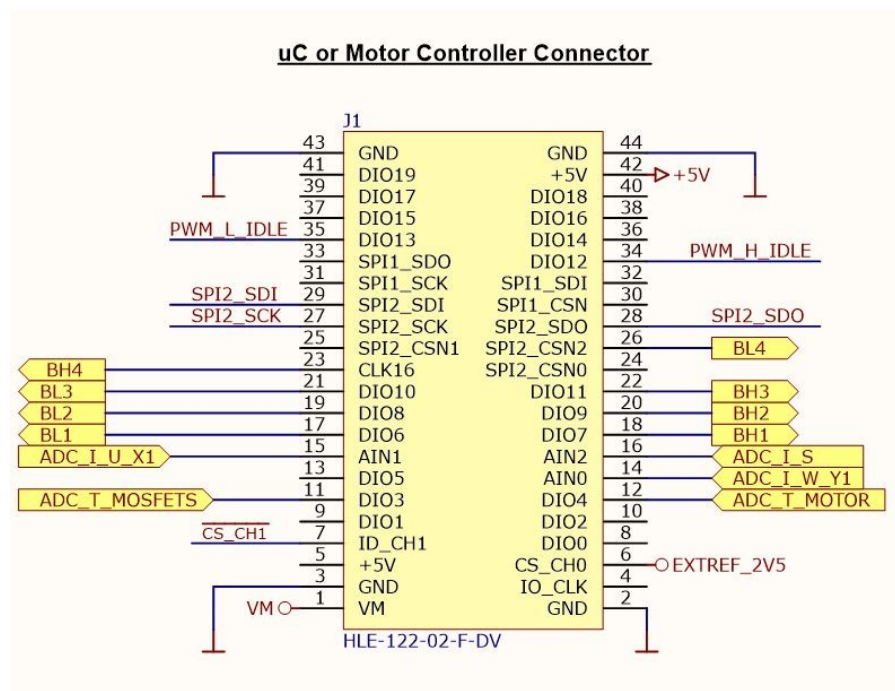 uC or Motor Controller Connector
J1
43 GND GND 44
41 DIO19 +5V 42 +5V
39 DIO17 DIO18 40
37 DIO15 DIO16 38
PWM_L_IDLE 35 DIO13 DIO14 36
33 SPI1_SDO DIO12 34 PWM_H_IDLE
31 SPI1_SCK SPI1_SDI 32
SPI2_SDI 29 SPI2_SDI SPI1_CSN 30
SPI2_SCK 27 SPI2_SCK SPI2_SDO 28 SPI2_SDO
25 SPI2_CSN1 SPI2_CSN2 26 BL4
BH4 23 CLK16 SPI2_CSN0 24
BL3 21 DIO10 DIO11 22 BH3
BL2 19 DIO8 DIO9 20 BH2
BL1 17 DIO6 DIO7 18 BH1
ADC_I_U_X1 15 AIN1 AIN2 16 ADC_I_S
13 DIO5 AIN0 14 ADC_I_W_Y1
ADC_T_MOSFETS 11 DIO3 DIO4 12 ADC_T_MOTOR
9 DIO1 DIO2 10
CS_CH1 7 ID_CH1 DIO0 8
5 +5V CS_CH0 6 EXTREF_2V5
3 GND IO_CLK 4
VM 1 VM GND 2
HLE-122-02-F-DV